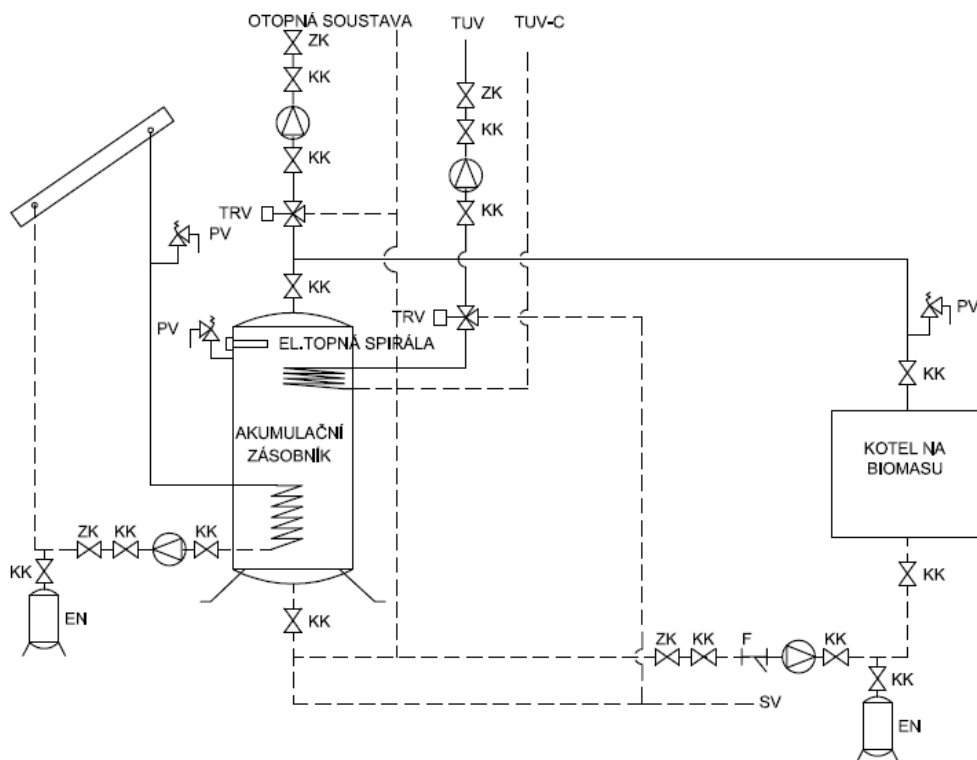 OTOPNÁ SOUSTAVA
TUV
TUV-C
ZK
KK
ZK
KK
KK
KK
TRV
PV
KK
PV
TRV
PV
EL.TOPNÁ SPIRÁLA
KK
AKUMULAČNÍ
ZÁSOBNÍK
KOTEL NA
BIOMASU
ZK
KK
KK
KK
KK
EN
KK
ZK
KK
F
KK
KK
SV
EN